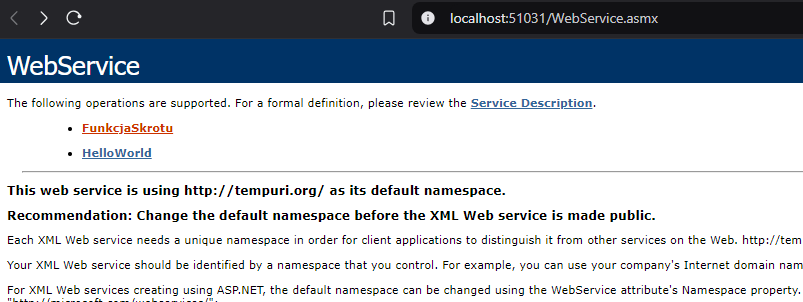 localhost:51031/WebService.asmx
WebService
The following operations are supported. For a formal definition, please review the Service Description.
FunkcjaSkrotu
HelloWorld
This web service is using http://tempuri.org/ as its default namespace.
Recommendation: Change the default namespace before the XML Web service is made public.
Each XML Web service needs a unique namespace in order for client applications to distinguish it from other services on the Web. http://tem
Your XML Web service should be identified by a namespace that you control. For example, you can use your company's Internet domain nam
For XML Web services creating using ASP.NET, the default namespace can be changed using the WebService attribute's Namespace property.
"http://microsoft.com/webservices/":